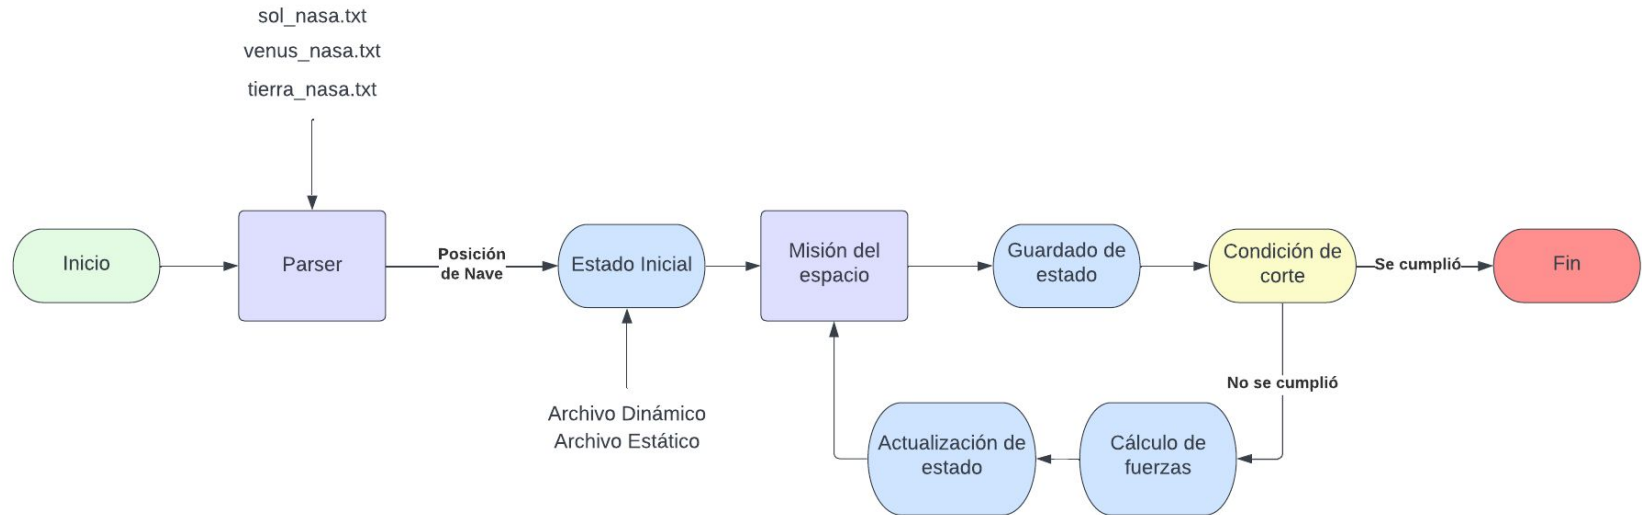 sol_nasa.txt
venus_nasa.txt
tierra_nasa.txt
Inicio
Parser
Posición
de Nave
Estado Inicial
Archivo Dinámico
Archivo Estático
Misión del
espacio
Guardado de
estado
Condición de
corte
Se cumplió
Fin
No se cumplió
Cálculo de
fuerzas
Actualización de
estado